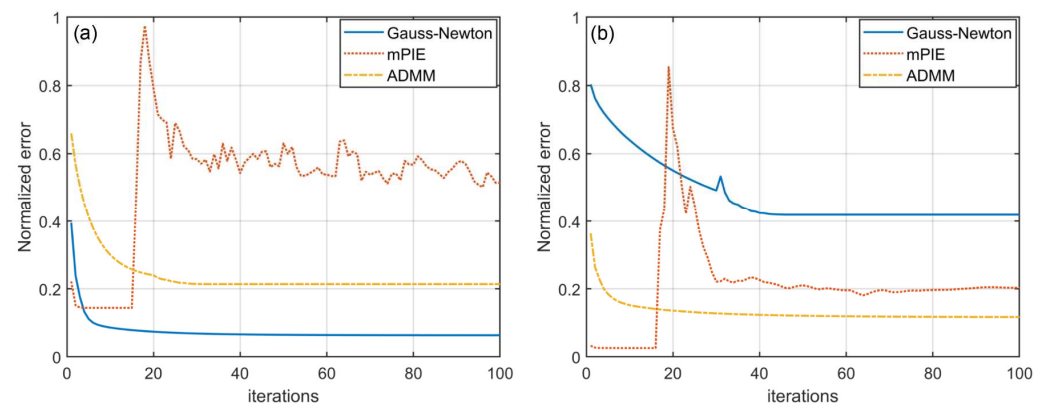 (a)
Gauss-Newton
mPIE
ADMM
Normalized error
1
0.8
0.6
0.4
0.2
0
0 20 40 60 80 100
iterations
(b)
Gauss-Newton
mPIE
ADMM
Normalized error
1
0.8
0.6
0.4
0.2
0
0 20 40 60 80 100
iterations